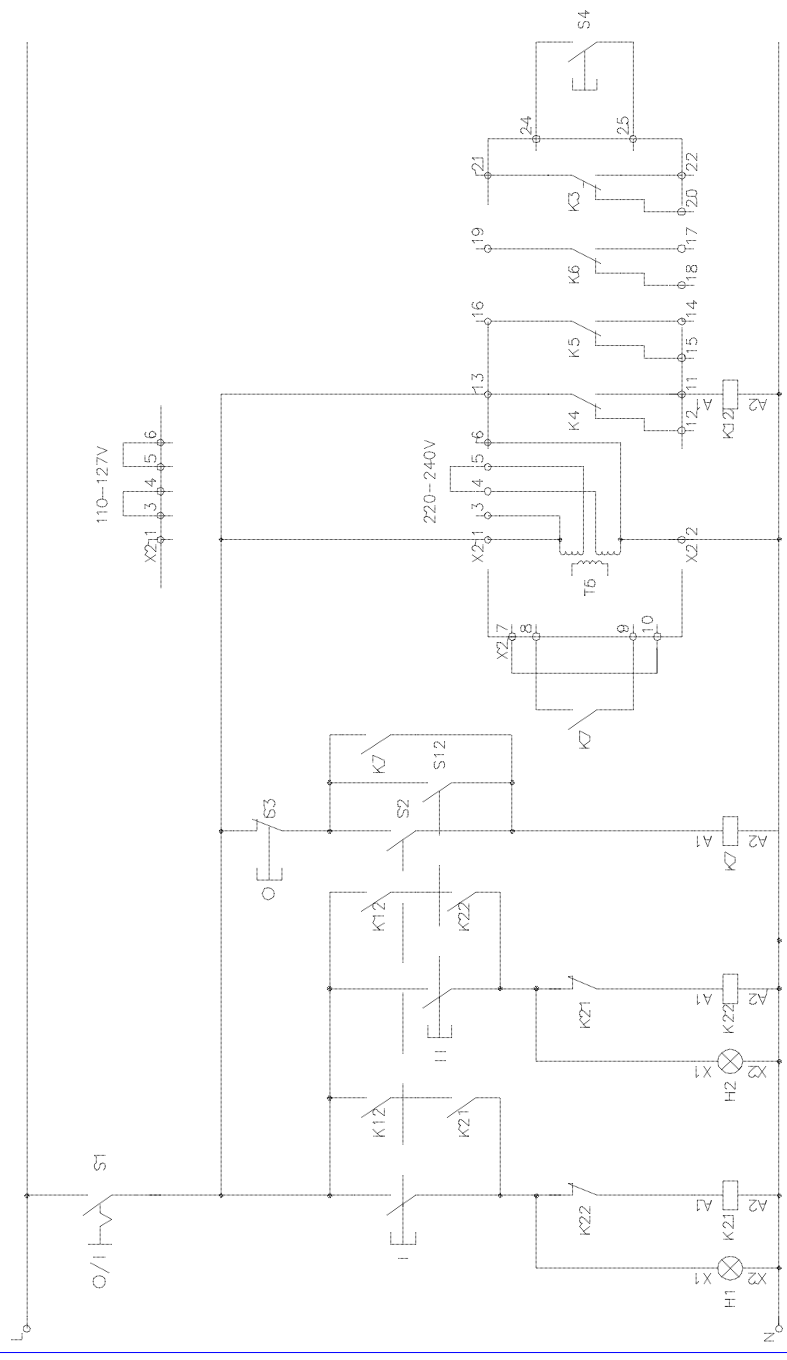 L
O/I S1 110-127V
X2:1 3 4 5 6
O S3
K12 K12 K7
I S2
II S12 220-240V
K21 K22
X2:1 3 4 5 6 13 16 19 21
X2:7
8 24
K22 K21 K7 T5 K4 K5 K6 K3 S4
9 25
10
X2:2 12 11 15 14 18 17 20 22
X1 A1 X1 A1 A1 A1
H1 K21 H2 K22 K7 K12
X2 A2 X2 A2 A2 A2
N